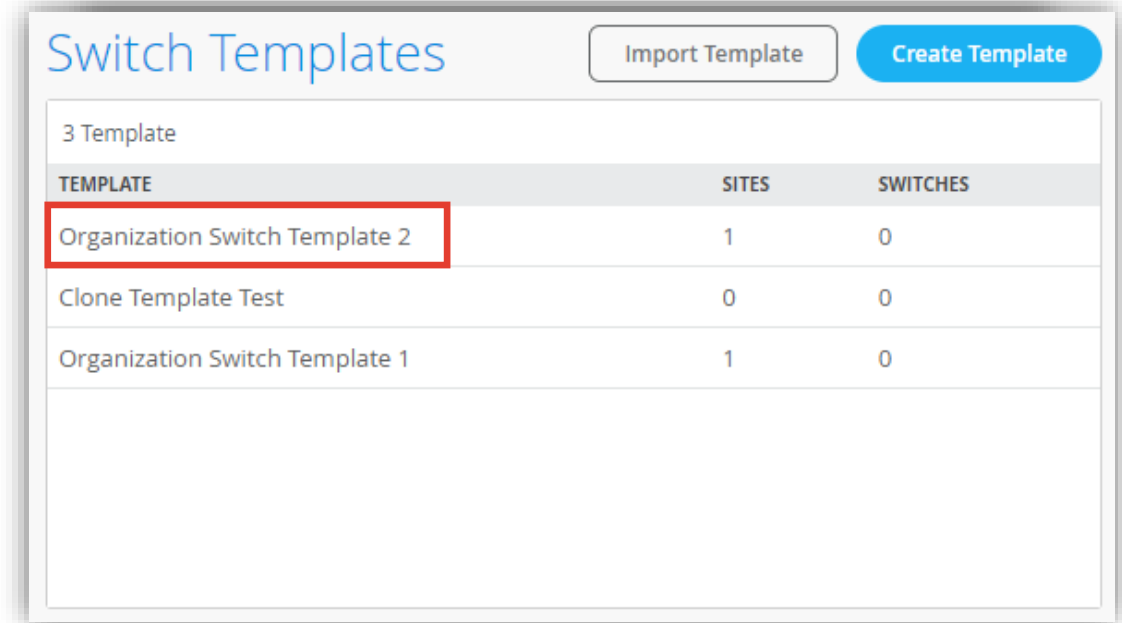 Switch Templates Import Template Create Template
3 Template
TEMPLATE SITES SWITCHES
Organization Switch Template 2 1 0
Clone Template Test 0 0
Organization Switch Template 1 1 0